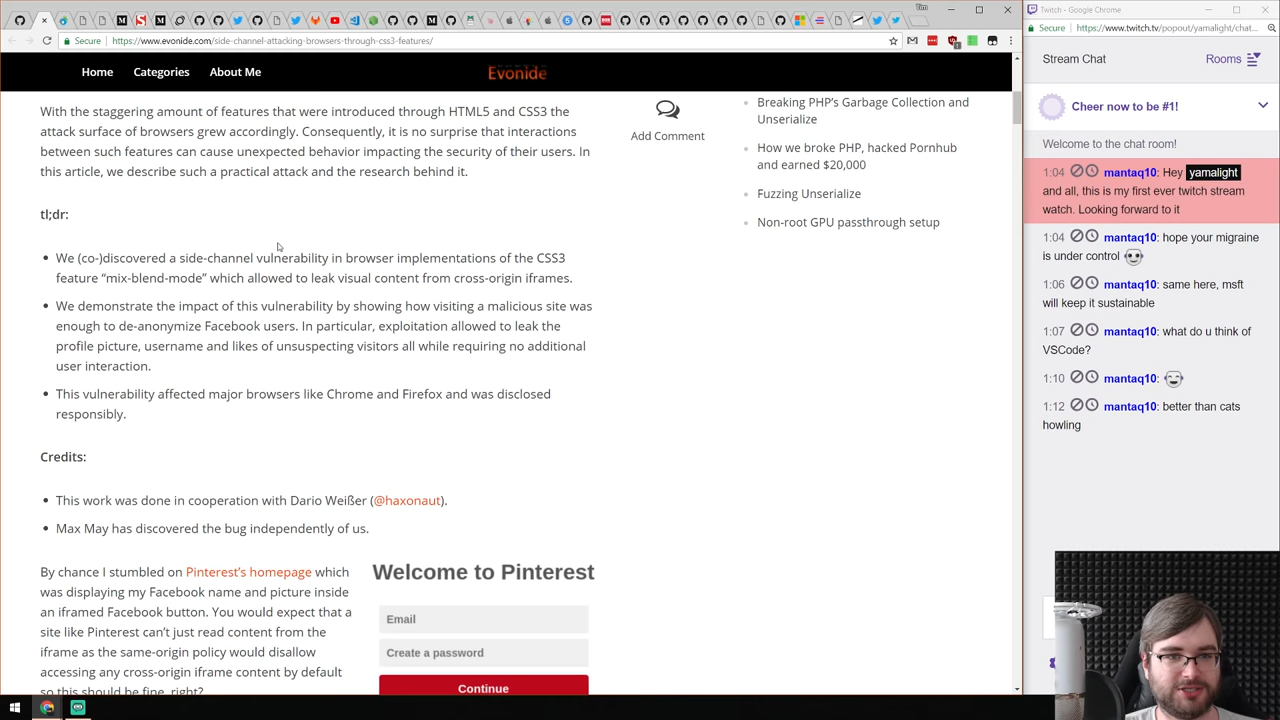 Tim
Secure
https://www.evonide.com/side-channel-attacking-browsers-through-css3-features/
Home
Categories
About Me
Evonide
With the staggering amount of features that were introduced through HTML5 and CSS3 the
attack surface of browsers grew accordingly. Consequently, it is no surprise that interactions
between such features can cause unexpected behavior impacting the security of their users. In
this article, we describe such a practical attack and the research behind it.
tl;dr:
We (co-)discovered a side-channel vulnerability in browser implementations of the CSS3
feature “mix-blend-mode” which allowed to leak visual content from cross-origin iframes.
We demonstrate the impact of this vulnerability by showing how visiting a malicious site was
enough to de-anonymize Facebook users. In particular, exploitation allowed to leak the
profile picture, username and likes of unsuspecting visitors all while requiring no additional
user interaction.
This vulnerability affected major browsers like Chrome and Firefox and was disclosed
responsibly.
Credits:
This work was done in cooperation with Dario Weißer (@haxonaut).
Max May has discovered the bug independently of us.
By chance I stumbled on Pinterest’s homepage which
was displaying my Facebook name and picture inside
an iframed Facebook button. You would expect that a
site like Pinterest can’t just read content from the
iframe as the same-origin policy would disallow
accessing any cross-origin iframe content by default
so this should be fine, right?
Welcome to Pinterest
Email
Create a password
Continue
Add Comment
Breaking PHP’s Garbage Collection and
Unserialize
How we broke PHP, hacked Pornhub
and earned $20,000
Fuzzing Unserialize
Non-root GPU passthrough setup
Twitch - Google Chrome
Secure
https://www.twitch.tv/popout/yamalight/chat...
Stream Chat
Rooms
Cheer now to be #1!
Welcome to the chat room!
1:04 mantaq10: Hey yamalight
and all, this is my first ever twitch stream
watch. Looking forward to it
1:04 mantaq10: hope your migraine
is under control
1:06 mantaq10: same here, msft
will keep it sustainable
1:07 mantaq10: what do u think of
VSCode?
1:10 mantaq10:
1:12 mantaq10: better than cats
howling